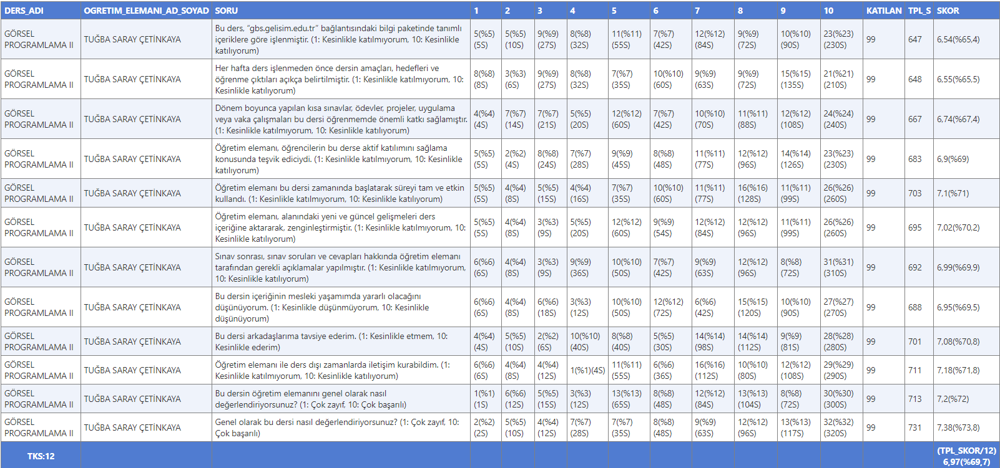 DERS_ADI OGRETIM_ELEMANI_AD_SOYAD SORU 1 2 3 4 5 6 7 8 9 10 KATILAN TPL_S SKOR
GÖRSEL PROGRAMLAMA II TUĞBA SARAY ÇETİNKAYA Bu ders, “gbs.gelisim.edu.tr” bağlantısındaki bilgi paketinde tanımlı içeriklere göre işlenmiştir. (1: Kesinlikle katılmıyorum, 10: Kesinlikle katılıyorum) 5(%5)(5S) 5(%5)(10S) 9(%9)(27S) 8(%8)(32S) 11(%11)(55S) 7(%7)(42S) 12(%12)(84S) 9(%9)(72S) 10(%10)(90S) 23(%23)(230S) 99 647 6,54(%65,4)
GÖRSEL PROGRAMLAMA II TUĞBA SARAY ÇETİNKAYA Her hafta ders işlenmeden önce dersin amaçları, hedefleri ve öğrenme çıktıları açıkça belirtilmiştir. (1: Kesinlikle katılmıyorum, 10: Kesinlikle katılıyorum) 8(%8)(8S) 3(%3)(6S) 9(%9)(27S) 8(%8)(32S) 7(%7)(35S) 10(%10)(60S) 9(%9)(63S) 9(%9)(72S) 15(%15)(135S) 21(%21)(210S) 99 648 6,55(%65,5)
GÖRSEL PROGRAMLAMA II TUĞBA SARAY ÇETİNKAYA Dönem boyunca yapılan kısa sınavlar, ödevler, projeler, uygulama veya vaka çalışmaları bu dersi öğrenmemde önemli katkı sağlamıştır. (1: Kesinlikle katılmıyorum, 10: Kesinlikle katılıyorum) 4(%4)(4S) 7(%7)(14S) 7(%7)(21S) 5(%5)(20S) 12(%12)(60S) 7(%7)(42S) 10(%10)(70S) 11(%11)(88S) 12(%12)(108S) 24(%24)(240S) 99 667 6,74(%67,4)
GÖRSEL PROGRAMLAMA II TUĞBA SARAY ÇETİNKAYA Öğretim elemanı, öğrencilerin bu derse aktif katılımını sağlama konusunda teşvik ediciydi. (1: Kesinlikle katılmıyorum, 10: Kesinlikle katılıyorum) 5(%5)(5S) 2(%2)(4S) 8(%8)(24S) 7(%7)(28S) 9(%9)(45S) 8(%8)(48S) 11(%11)(77S) 12(%12)(96S) 14(%14)(126S) 23(%23)(230S) 99 683 6,9(%69)
GÖRSEL PROGRAMLAMA II TUĞBA SARAY ÇETİNKAYA Öğretim elemanı bu dersi zamanında başlatarak süreyi tam ve etkin kullandı. (1: Kesinlikle katılmıyorum, 10: Kesinlikle katılıyorum) 5(%5)(5S) 4(%4)(8S) 5(%5)(15S) 4(%4)(16S) 7(%7)(35S) 10(%10)(60S) 11(%11)(77S) 16(%16)(128S) 11(%11)(99S) 26(%26)(260S) 99 703 7,1(%71)
GÖRSEL PROGRAMLAMA II TUĞBA SARAY ÇETİNKAYA Öğretim elemanı, alanındaki yeni ve güncel gelişmeleri ders içeriğine aktararak, zenginleştirmiştir. (1: Kesinlikle katılmıyorum, 10: Kesinlikle katılıyorum) 5(%5)(5S) 4(%4)(8S) 3(%3)(9S) 5(%5)(20S) 12(%12)(60S) 9(%9)(54S) 12(%12)(84S) 12(%12)(96S) 11(%11)(99S) 26(%26)(260S) 99 695 7,02(%70,2)
GÖRSEL PROGRAMLAMA II TUĞBA SARAY ÇETİNKAYA Sınav sonrası, sınav soruları ve cevapları hakkında öğretim elemanı tarafından gerekli açıklamalar yapılmıştır. (1: Kesinlikle katılmıyorum, 10: Kesinlikle katılıyorum) 6(%6)(6S) 4(%4)(8S) 3(%3)(9S) 9(%9)(36S) 10(%10)(50S) 7(%7)(42S) 9(%9)(63S) 12(%12)(96S) 8(%8)(72S) 31(%31)(310S) 99 692 6,99(%69,9)
GÖRSEL PROGRAMLAMA II TUĞBA SARAY ÇETİNKAYA Bu dersin içeriğinin mesleki yaşamımda yararlı olacağını düşünüyorum. (1: Kesinlikle düşünmüyorum, 10: Kesinlikle düşünüyorum) 6(%6)(6S) 4(%4)(8S) 6(%6)(18S) 3(%3)(12S) 10(%10)(50S) 12(%12)(72S) 6(%6)(42S) 15(%15)(120S) 10(%10)(90S) 27(%27)(270S) 99 688 6,95(%69,5)
GÖRSEL PROGRAMLAMA II TUĞBA SARAY ÇETİNKAYA Bu dersi arkadaşlarıma tavsiye ederim. (1: Kesinlikle etmem, 10: Kesinlikle ederim) 4(%4)(4S) 5(%5)(10S) 2(%2)(6S) 10(%10)(40S) 8(%8)(40S) 5(%5)(30S) 14(%14)(98S) 14(%14)(112S) 9(%9)(81S) 28(%28)(280S) 99 701 7,08(%70,8)
GÖRSEL PROGRAMLAMA II TUĞBA SARAY ÇETİNKAYA Öğretim elemanı ile ders dışı zamanlarda iletişim kurabildim. (1: Kesinlikle katılmıyorum, 10: Kesinlikle katılıyorum) 6(%6)(6S) 4(%4)(8S) 4(%4)(12S) 1(%1)(4S) 11(%11)(55S) 6(%6)(36S) 16(%16)(112S) 10(%10)(80S) 12(%12)(108S) 29(%29)(290S) 99 711 7,18(%71,8)
GÖRSEL PROGRAMLAMA II TUĞBA SARAY ÇETİNKAYA Bu dersin öğretim elemanını genel olarak nasıl değerlendiriyorsunuz? (1: Çok zayıf, 10: Çok başarılı) 1(%1)(1S) 6(%6)(12S) 5(%5)(15S) 3(%3)(12S) 13(%13)(65S) 8(%8)(48S) 12(%12)(84S) 13(%13)(104S) 8(%8)(72S) 30(%30)(300S) 99 713 7,2(%72)
GÖRSEL PROGRAMLAMA II TUĞBA SARAY ÇETİNKAYA Genel olarak bu dersi nasıl değerlendiriyorsunuz? (1: Çok zayıf, 10: Çok başarılı) 2(%2)(2S) 5(%5)(10S) 4(%4)(12S) 7(%7)(28S) 7(%7)(35S) 8(%8)(48S) 9(%9)(63S) 12(%12)(96S) 13(%13)(117S) 32(%32)(320S) 99 731 7,38(%73,8)
TKS:12 (TPL_SKOR/12) 6,97(%69,7)